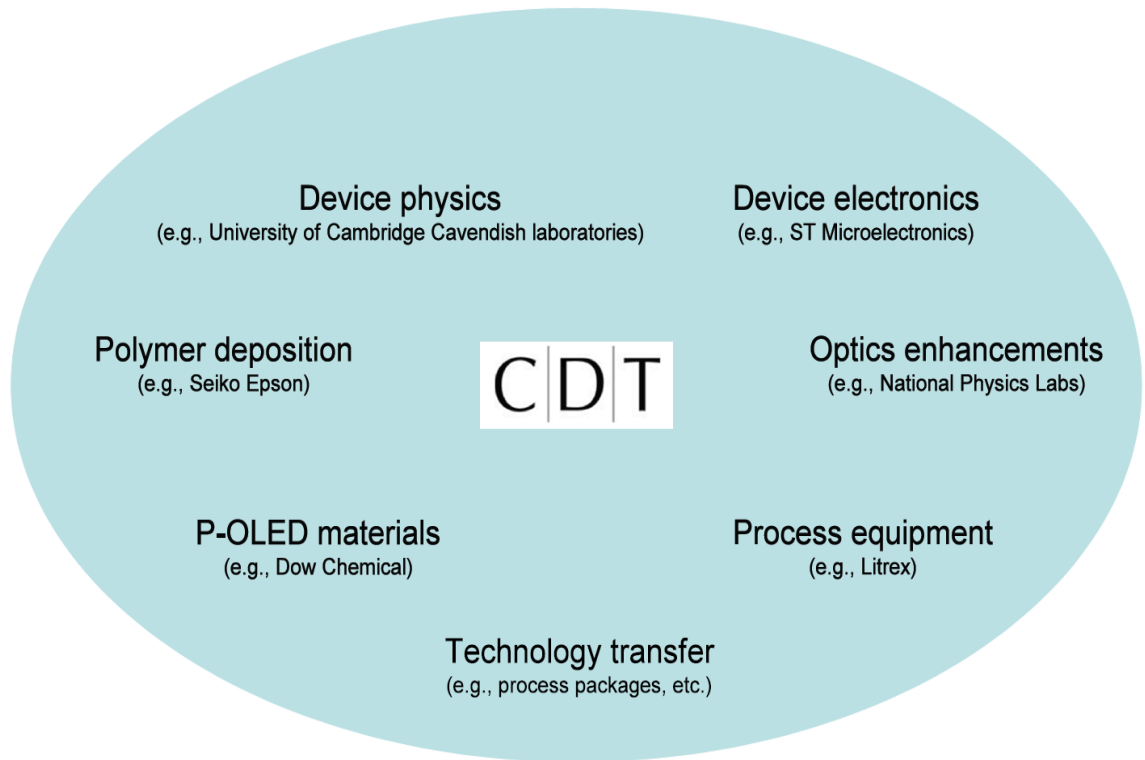 Device physics
(e.g., University of Cambridge Cavendish laboratories)
Device electronics
(e.g., ST Microelectronics)
Polymer deposition
(e.g., Seiko Epson)
CDT
Optics enhancements
(e.g., National Physics Labs)
P-OLED materials
(e.g., Dow Chemical)
Process equipment
(e.g., Litrex)
Technology transfer
(e.g., process packages, etc.)